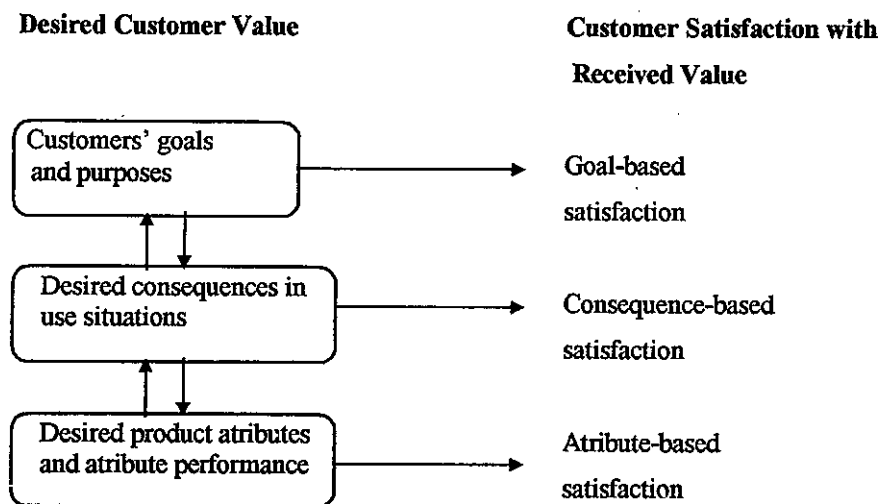 Desired Customer Value
Customer Satisfaction with
Received Value
Customers' goals
and purposes
Goal-based
satisfaction
Desired consequences in
use situations
Consequence-based
satisfaction
Desired product atributes
and atribute performance
Atribute-based
satisfaction